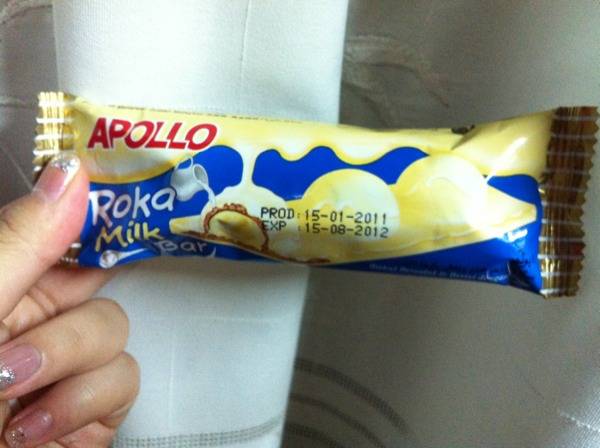 APOLLO
Roka
Milk
Bar
PROD: 15-01-2011
EXP : 15-08-2012